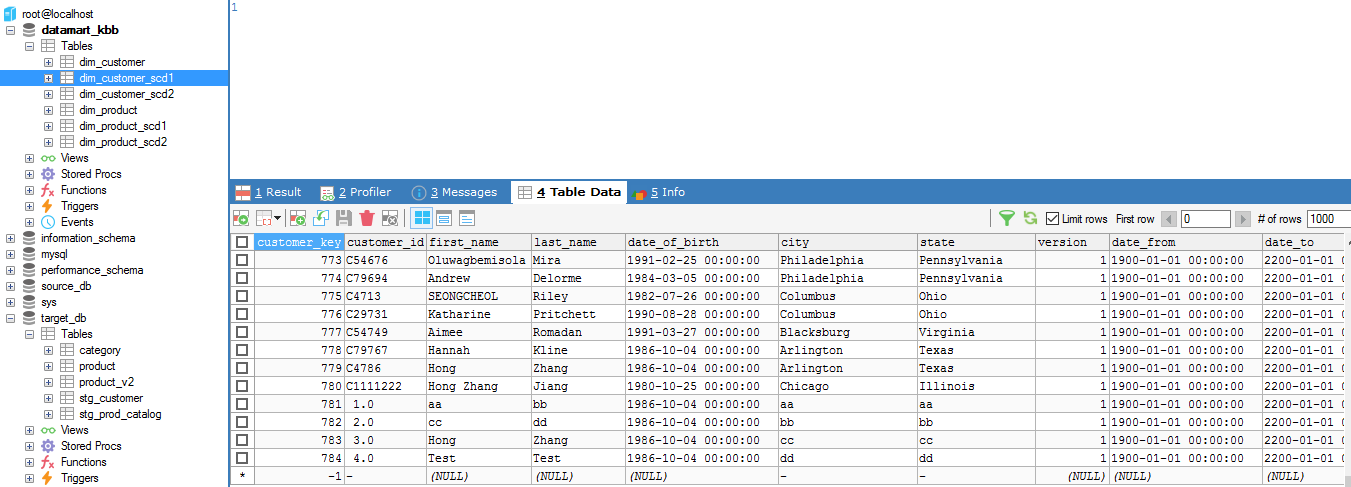 root@localhost
datamart_kbb
Tables
dim_customer
dim_customer_scd1
dim_customer_scd2
dim_product
dim_product_scd1
dim_product_scd2
Views
Stored Procs
Functions
Triggers
Events
information_schema
mysql
performance_schema
source_db
sys
target_db
Tables
category
product
product_v2
stg_customer
stg_prod_catalog
Views
Stored Procs
Functions
Triggers
1
1 Result 2 Profiler 3 Messages 4 Table Data 5 Info
Limit rows First row 0 # of rows 1000
customer_key customer_id first_name last_name date_of_birth city state version date_from date_to
773 C54676 Oluwagbemisola Mira 1991-02-25 00:00:00 Philadelphia Pennsylvania 1 1900-01-01 00:00:00 2200-01-01 0
774 C79694 Andrew Delorme 1984-03-05 00:00:00 Philadelphia Pennsylvania 1 1900-01-01 00:00:00 2200-01-01 0
775 C4713 SEONGCHEOL Riley 1982-07-26 00:00:00 Columbus Ohio 1 1900-01-01 00:00:00 2200-01-01 0
776 C29731 Katharine Pritchett 1990-08-28 00:00:00 Columbus Ohio 1 1900-01-01 00:00:00 2200-01-01 0
777 C54749 Aimee Romadan 1991-03-27 00:00:00 Blacksburg Virginia 1 1900-01-01 00:00:00 2200-01-01 0
778 C79767 Hannah Kline 1986-10-04 00:00:00 Arlington Texas 1 1900-01-01 00:00:00 2200-01-01 0
779 C4786 Hong Zhang 1986-10-04 00:00:00 Arlington Texas 1 1900-01-01 00:00:00 2200-01-01 0
780 C1111222 Hong Zhang Jiang 1980-10-25 00:00:00 Chicago Illinois 1 1900-01-01 00:00:00 2200-01-01 0
781 1.0 aa bb 1986-10-04 00:00:00 aa aa 1 1900-01-01 00:00:00 2200-01-01 0
782 2.0 cc dd 1986-10-04 00:00:00 bb bb 1 1900-01-01 00:00:00 2200-01-01 0
783 3.0 Hong Zhang 1986-10-04 00:00:00 cc cc 1 1900-01-01 00:00:00 2200-01-01 0
784 4.0 Test Test 1986-10-04 00:00:00 dd dd 1 1900-01-01 00:00:00 2200-01-01 0
* -1 - (NULL) (NULL) (NULL) - - (NULL) (NULL) (NULL)